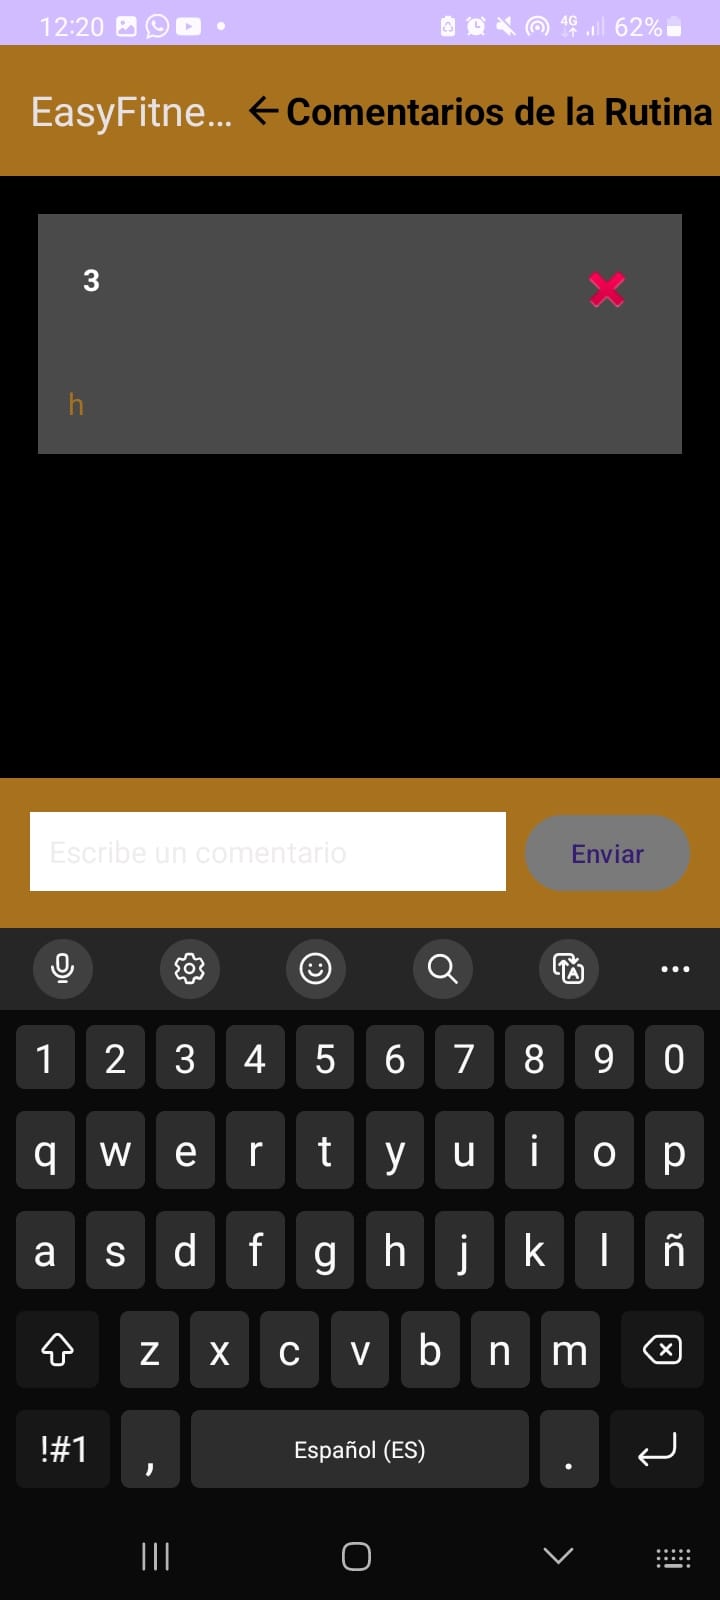 12:20 4G 62%
EasyFitne... ←Comentarios de la Rutina
3
h
Escribe un comentario Enviar
1 2 3 4 5 6 7 8 9 0
q w e r t y u i o p
a s d f g h j k l ñ
z x c v b n m
!#1 , Español (ES) .